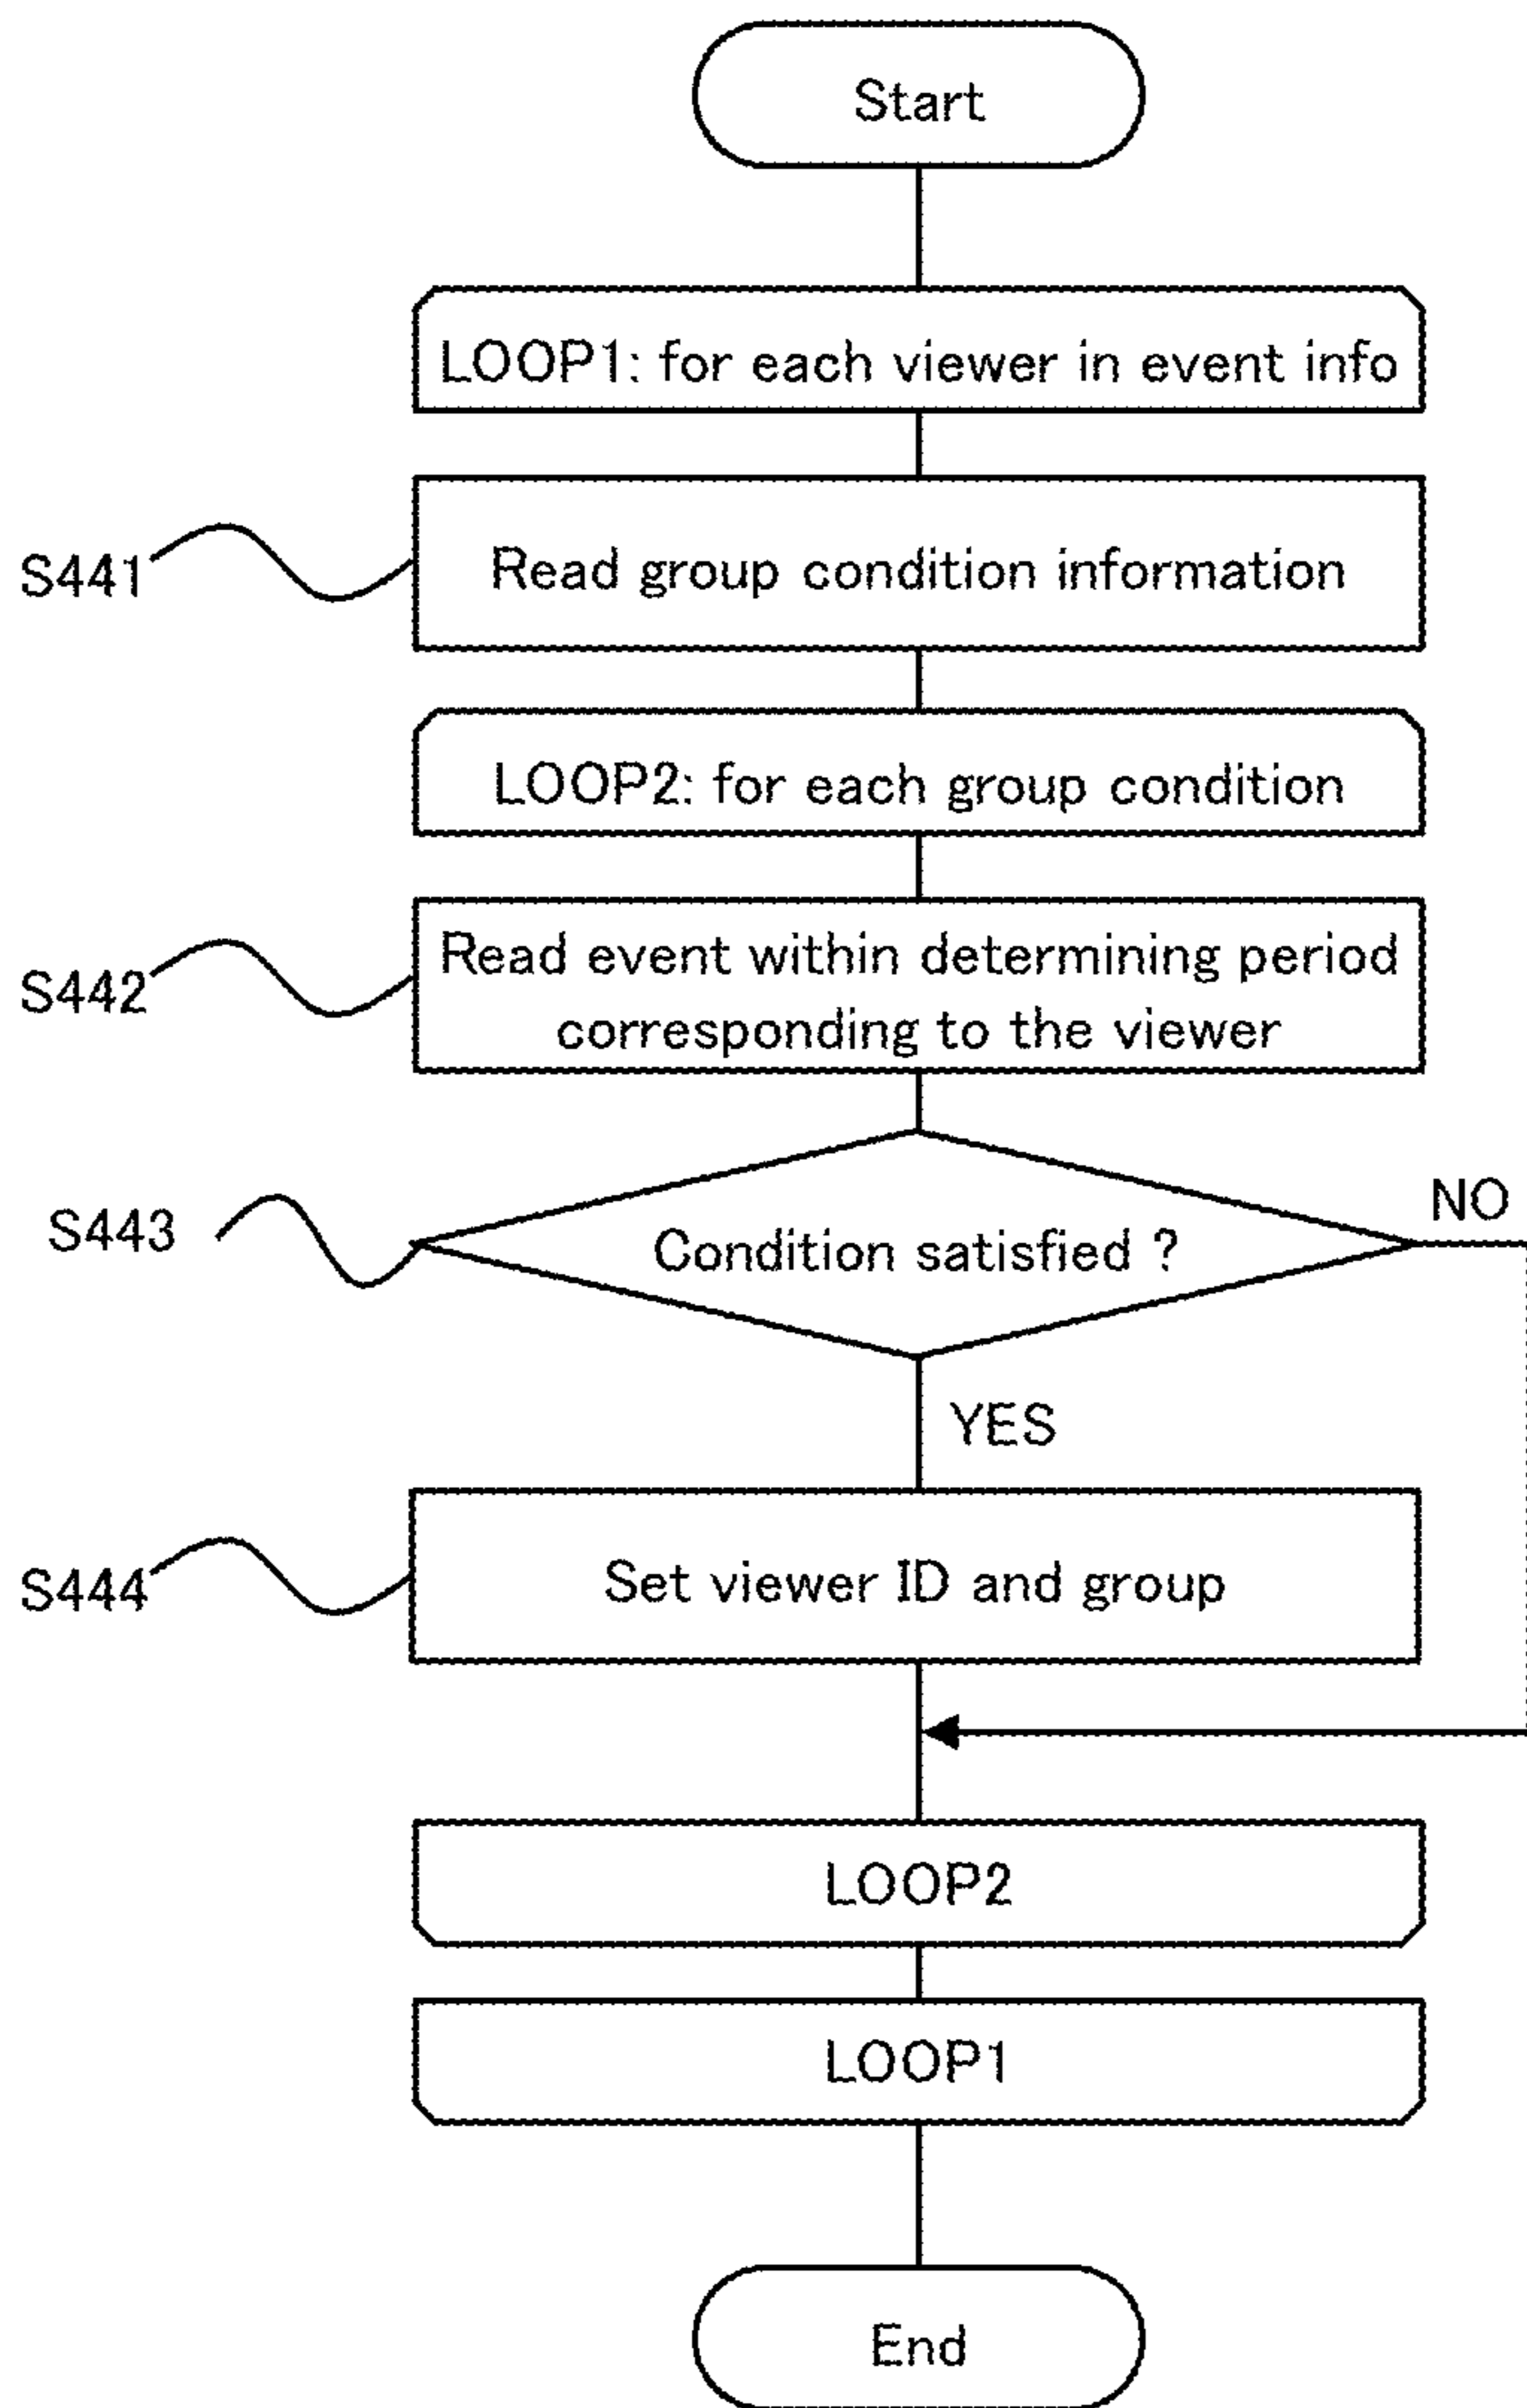 Start
LOOP1: for each viewer in event info
S441
Read group condition information
LOOP2: for each group condition
S442
Read event within determining period
corresponding to the viewer
S443
Condition satisfied ?
NO
YES
S444
Set viewer ID and group
LOOP2
LOOP1
End